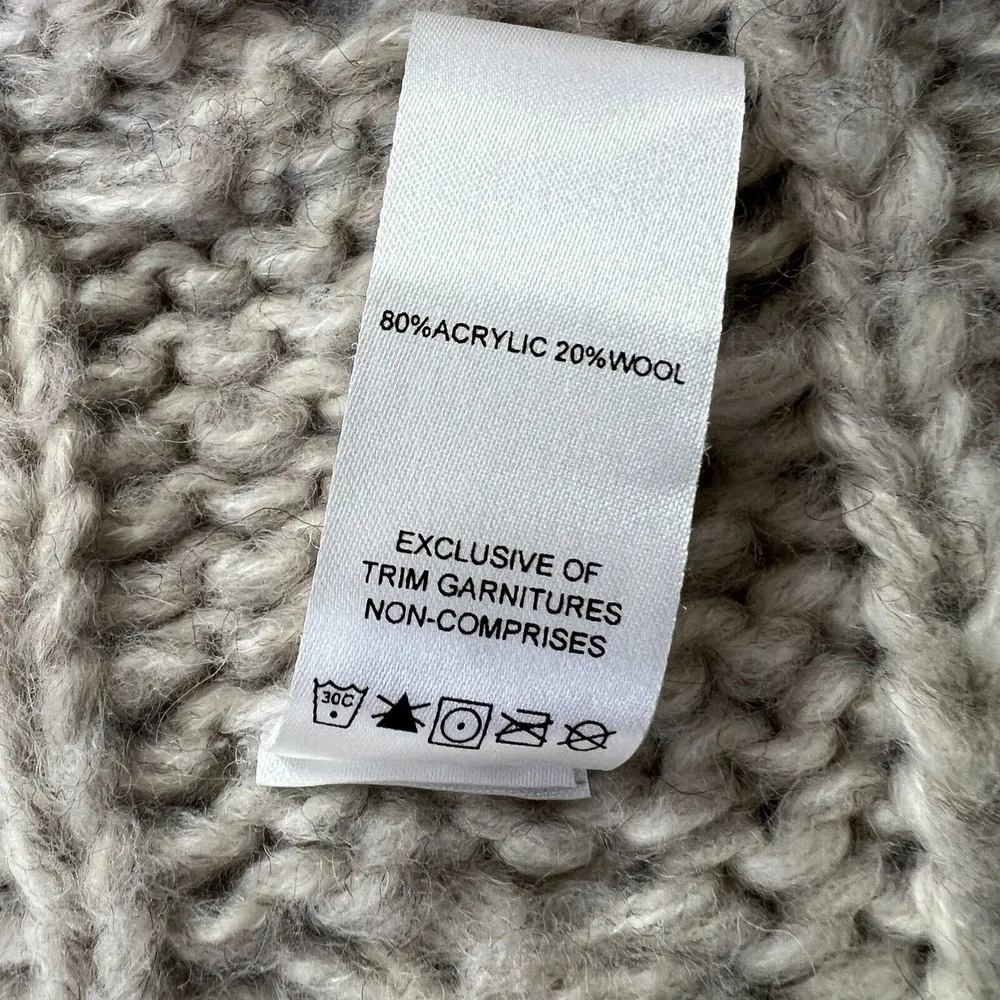 80%ACRYLIC 20%WOOL
EXCLUSIVE OF
TRIM GARNITURES
NON-COMPRISES
30C